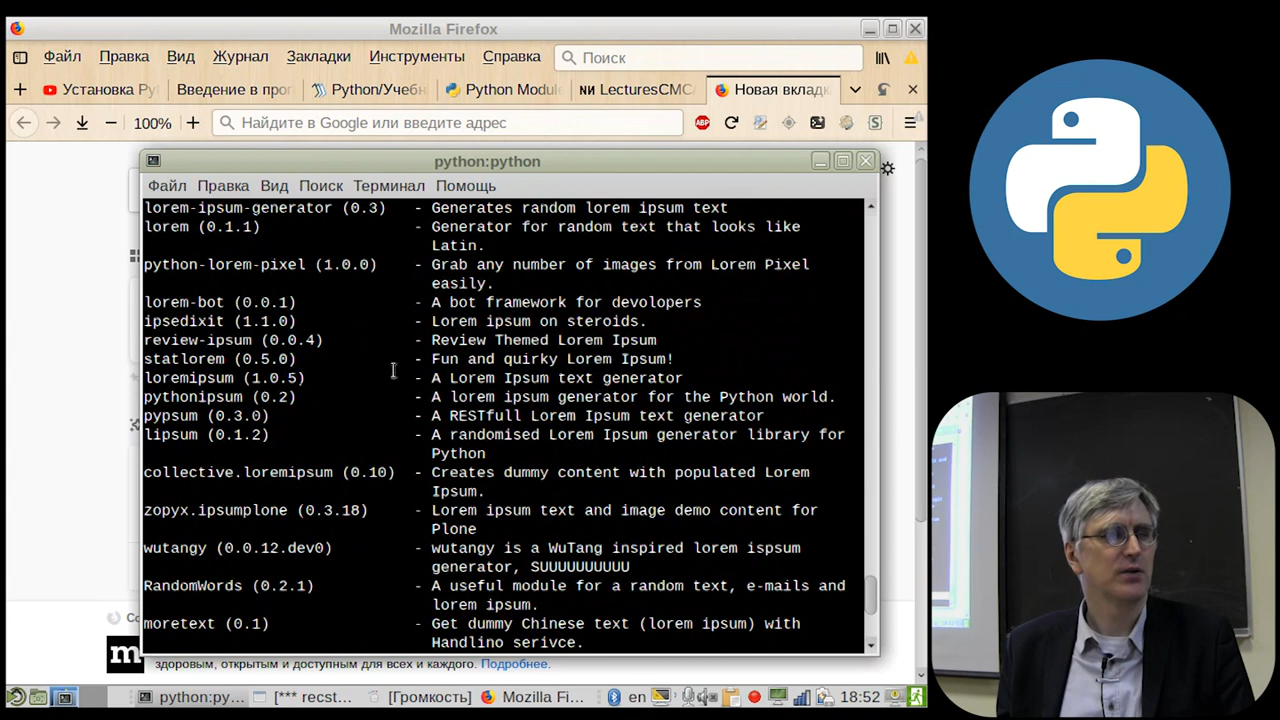 Mozilla Firefox
Файл Правка Вид Журнал Закладки Инструменты Справка Поиск
Установка Py Введение в прог Python/Учебн Python Modul LecturesCMC Новая вкладк
100% Найдите в Google или введите адрес ABP S
python:python
Файл Правка Вид Поиск Терминал Помощь
lorem-ipsum-generator (0.3) - Generates random lorem ipsum text
lorem (0.1.1) - Generator for random text that looks like
Latin.
python-lorem-pixel (1.0.0) - Grab any number of images from Lorem Pixel
easily.
lorem-bot (0.0.1) - A bot framework for devolopers
ipsedixit (1.1.0) - Lorem ipsum on steroids.
review-ipsum (0.0.4) - Review Themed Lorem Ipsum
statlorem (0.5.0) - Fun and quirky Lorem Ipsum!
loremipsum (1.0.5) - A Lorem Ipsum text generator
pythonipsum (0.2) - A lorem ipsum generator for the Python world.
pypsum (0.3.0) - A RESTfull Lorem Ipsum text generator
lipsum (0.1.2) - A randomised Lorem Ipsum generator library for
Python
collective.loremipsum (0.10) - Creates dummy content with populated Lorem
Ipsum.
zopyx.ipsumplone (0.3.18) - Lorem ipsum text and image demo content for
Plone
wutangy (0.0.12.dev0) - wutangy is a WuTang inspired lorem ispsum
generator, SUUUUUUUUUU
RandomWords (0.2.1) - A useful module for a random text, e-mails and
lorem ipsum.
moretext (0.1) - Get dummy Chinese text (lorem ipsum) with
Handlino serivce.
m здоровым, открытым и доступным для всех и каждого. Подробнее.
python:py... [*** recst... [Громкость] Mozilla Fi... en 18:52